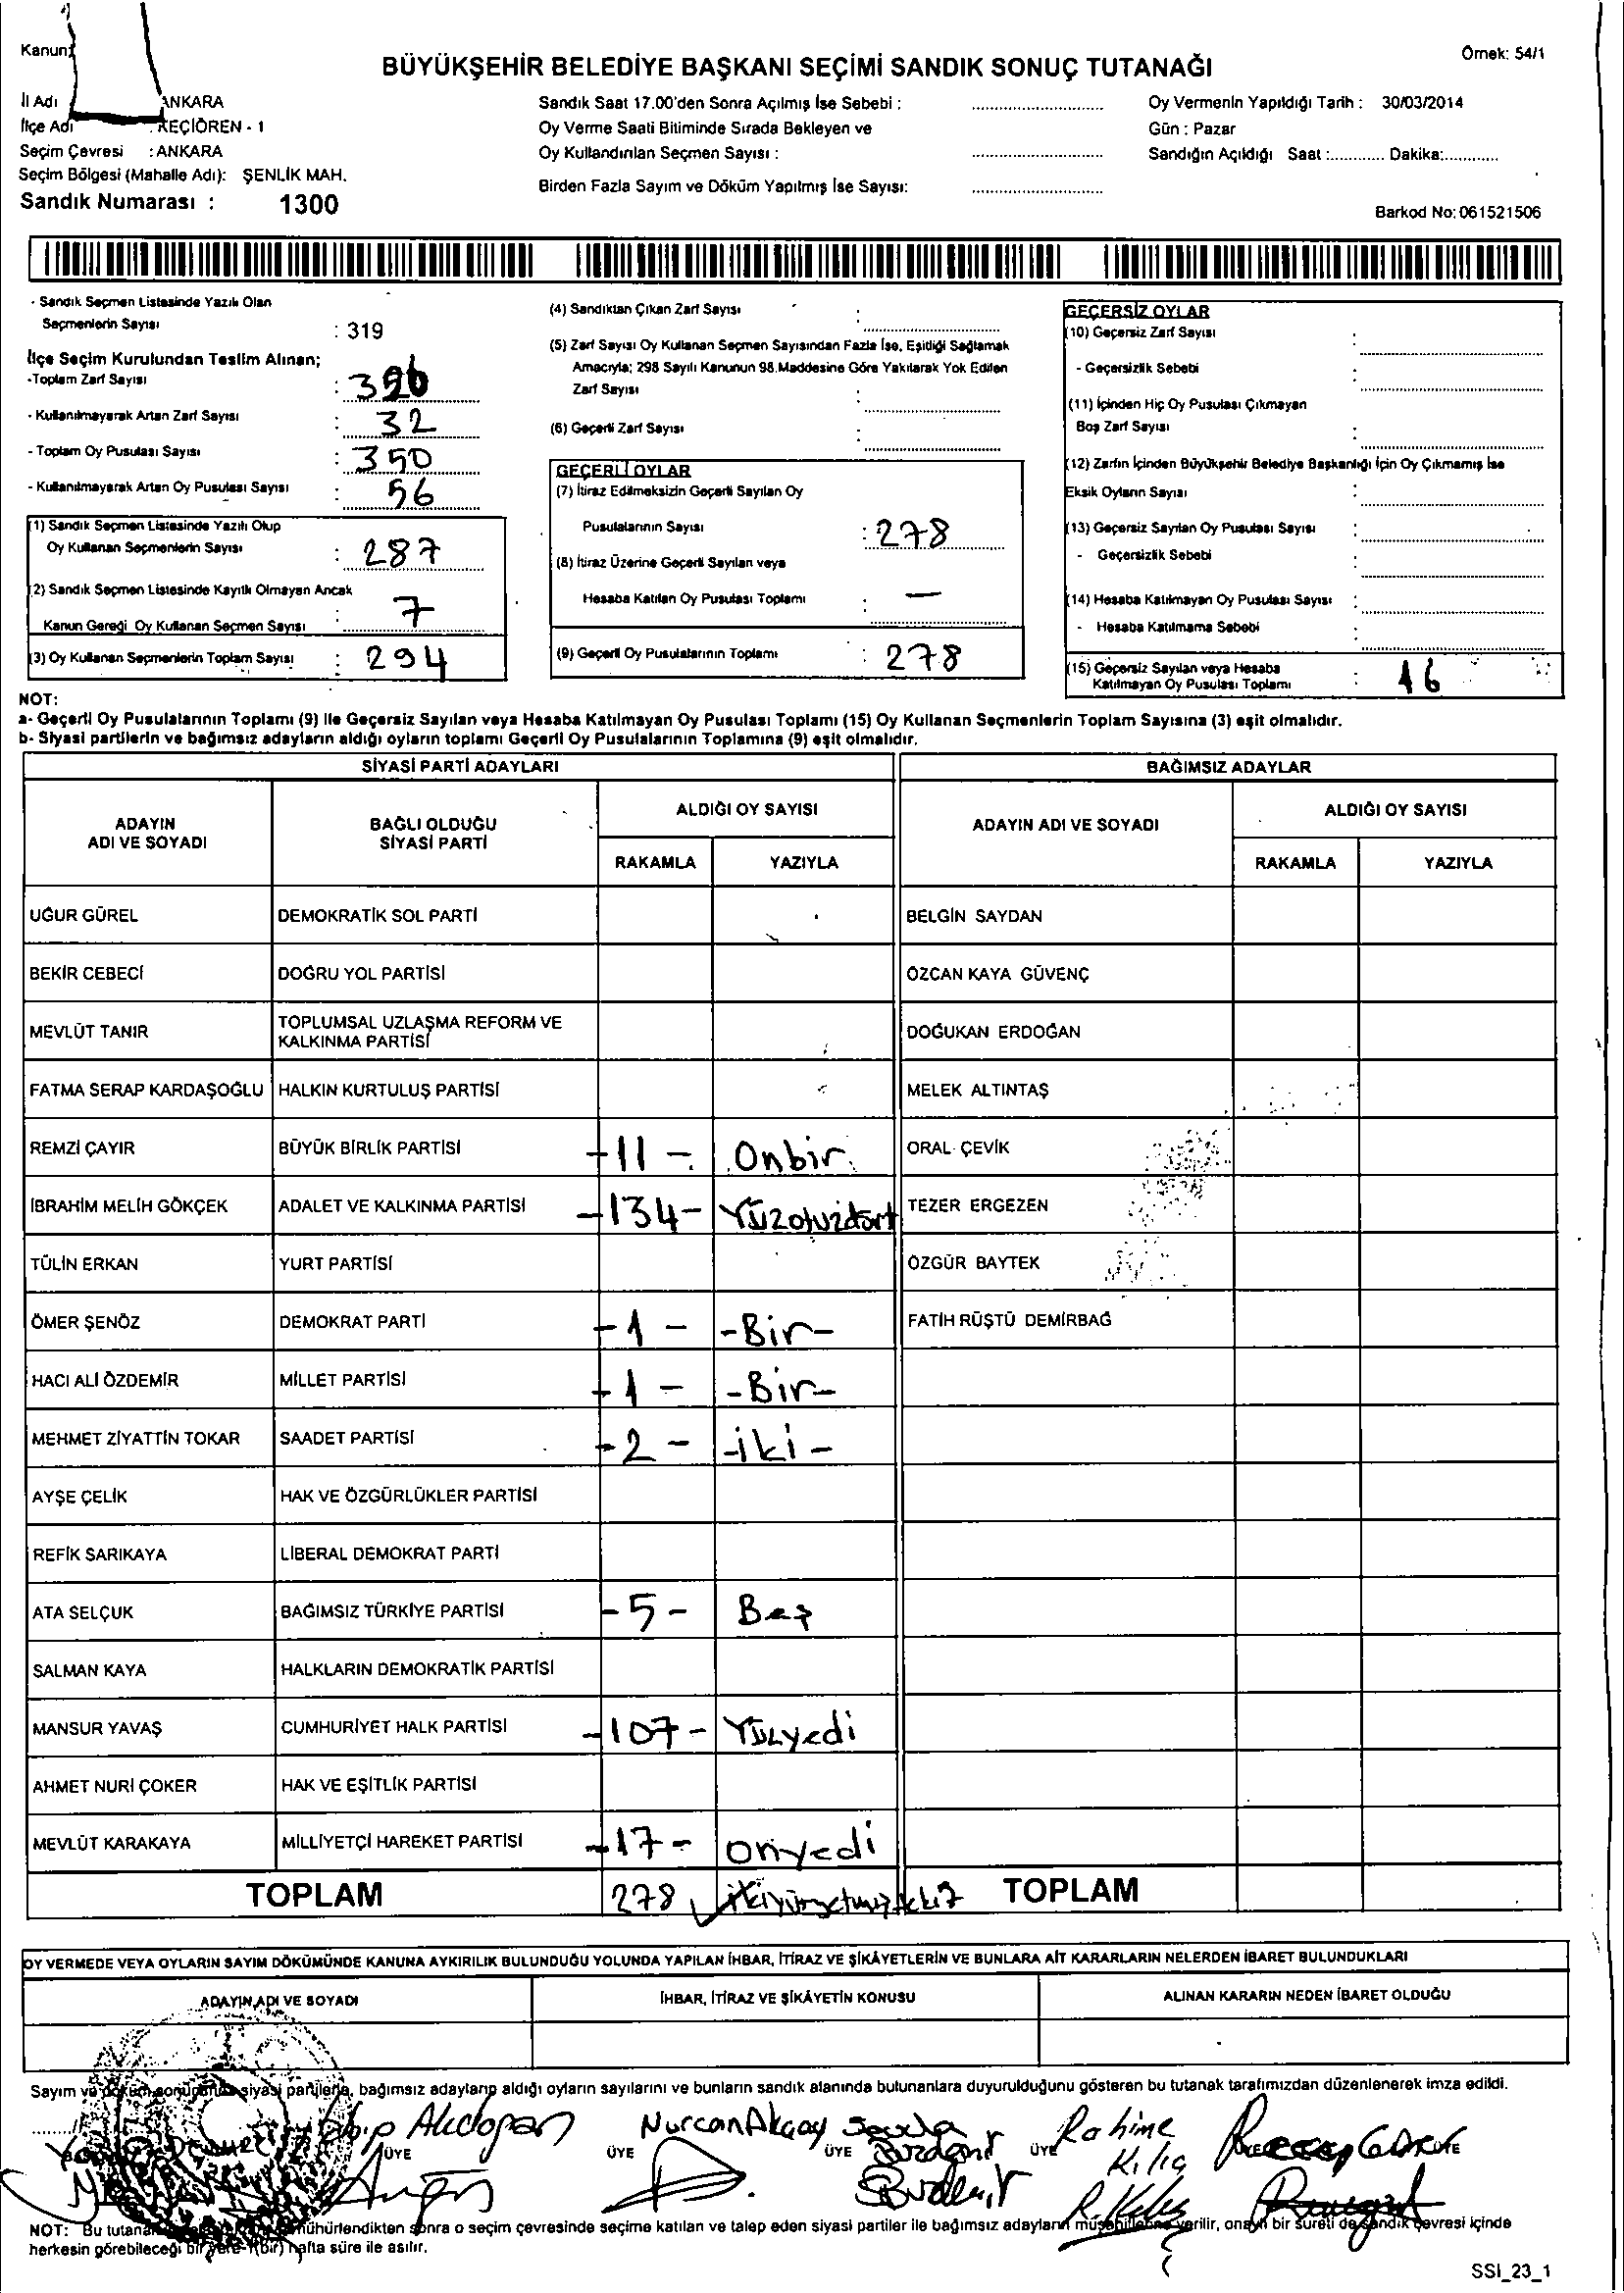 Kanun
Örnek: 54/1
BÜYÜKŞEHİR BELEDİYE BAŞKANI SEÇİMİ SANDIK SONUÇ TUTANAĞI
İl Adı ANKARA
İlçe Adı : KEÇİÖREN - 1
Seçim Çevresi : ANKARA
Seçim Bölgesi (Mahalle Adı): ŞENLİK MAH.
Sandık Numarası : 1300
Sandık Saat 17.00'den Sonra Açılmış İse Sebebi :
Oy Verme Saati Bitiminde Sırada Bekleyen ve
Oy Kullandırılan Seçmen Sayısı :
Birden Fazla Sayım ve Döküm Yapılmış İse Sayısı:
Oy Vermenin Yapıldığı Tarih : 30/03/2014
Gün : Pazar
Sandığın Açıldığı Saat :............ Dakika:............
Barkod No: 061521506
- Sandık Seçmen Listesinde Yazılı Olan
Seçmenlerin Sayısı : 319
İlçe Seçim Kurulundan Teslim Alınan;
-Toplam Zarf Sayısı :
- Kullanılmayarak Artan Zarf Sayısı : 32
- Toplam Oy Pusulası Sayısı : 350
- Kullanılmayarak Artan Oy Pusulası Sayısı : 56
(1) Sandık Seçmen Listesinde Yazılı Olup
Oy Kullanan Seçmenlerin Sayısı : 287
(2) Sandık Seçmen Listesinde Kayıtlı Olmayan Ancak
Kanun Gereği Oy Kullanan Seçmen Sayısı : 7
(3) Oy Kullanan Seçmenlerin Toplam Sayısı : 294
(4) Sandıktan Çıkan Zarf Sayısı :
(5) Zarf Sayısı Oy Kullanan Seçmen Sayısından Fazla İse, Eşitliği Sağlamak
Amacıyla; 298 Sayılı Kanunun 98.Maddesine Göre Yakılarak Yok Edilen
Zarf Sayısı :
(6) Geçerli Zarf Sayısı :
GEÇERLİ OYLAR
(7) İtiraz Edilmeksizin Geçerli Sayılan Oy
Pusulalarının Sayısı : 278
(8) İtiraz Üzerine Geçerli Sayılan veya
Hesaba Katılan Oy Pusulası Toplamı : —
(9) Geçerli Oy Pusulalarının Toplamı : 278
GEÇERSİZ OYLAR
(10) Geçersiz Zarf Sayısı :
- Geçersizlik Sebebi :
(11) İçinden Hiç Oy Pusulası Çıkmayan
Boş Zarf Sayısı :
(12) Zarfın İçinden Büyükşehir Belediye Başkanlığı İçin Oy Çıkmamış İse
Eksik Oyların Sayısı :
(13) Geçersiz Sayılan Oy Pusulası Sayısı :
- Geçersizlik Sebebi :
(14) Hesaba Katılmayan Oy Pusulası Sayısı :
- Hesaba Katılmama Sebebi :
(15) Geçersiz Sayılan veya Hesaba
Katılmayan Oy Pusulası Toplamı : 16
NOT:
a- Geçerli Oy Pusulalarının Toplamı (9) ile Geçersiz Sayılan veya Hesaba Katılmayan Oy Pusulası Toplamı (15) Oy Kullanan Seçmenlerin Toplam Sayısına (3) eşit olmalıdır.
b- Siyasi partilerin ve bağımsız adayların aldığı oyların toplamı Geçerli Oy Pusulalarının Toplamına (9) eşit olmalıdır.
SİYASİ PARTİ ADAYLARI BAĞIMSIZ ADAYLAR
ADAYIN ADI VE SOYADI BAĞLI OLDUĞU SİYASİ PARTİ ALDIĞI OY SAYISI ADAYIN ADI VE SOYADI ALDIĞI OY SAYISI
RAKAMLA YAZIYLA RAKAMLA YAZIYLA
UĞUR GÜREL DEMOKRATİK SOL PARTİ BELGİN SAYDAN
BEKİR CEBECİ DOĞRU YOL PARTİSİ ÖZCAN KAYA GÜVENÇ
MEVLÜT TANIR TOPLUMSAL UZLAŞMA REFORM VE KALKINMA PARTİSİ DOĞUKAN ERDOĞAN
FATMA SERAP KARDAŞOĞLU HALKIN KURTULUŞ PARTİSİ MELEK ALTINTAŞ
REMZİ ÇAYIR BÜYÜK BİRLİK PARTİSİ -11- Onbir ORAL ÇEVİK
İBRAHİM MELİH GÖKÇEK ADALET VE KALKINMA PARTİSİ -134- Yüzotuzdört TEZER ERGEZEN
TÜLİN ERKAN YURT PARTİSİ ÖZGÜR BAYTEK
ÖMER ŞENÖZ DEMOKRAT PARTİ -1- -Bir- FATİH RÜŞTÜ DEMİRBAĞ
HACI ALİ ÖZDEMİR MİLLET PARTİSİ -1- -Bir-
MEHMET ZİYATTİN TOKAR SAADET PARTİSİ -2- -iki-
AYŞE ÇELİK HAK VE ÖZGÜRLÜKLER PARTİSİ
REFİK SARIKAYA LİBERAL DEMOKRAT PARTİ
ATA SELÇUK BAĞIMSIZ TÜRKİYE PARTİSİ -5- Beş
SALMAN KAYA HALKLARIN DEMOKRATİK PARTİSİ
MANSUR YAVAŞ CUMHURİYET HALK PARTİSİ -107- Yüzyedi
AHMET NURİ ÇOKER HAK VE EŞİTLİK PARTİSİ
MEVLÜT KARAKAYA MİLLİYETÇİ HAREKET PARTİSİ -17- onyedi
TOPLAM 278 ikiyüzyetmişsekiz TOPLAM
OY VERMEDE VEYA OYLARIN SAYIM DÖKÜMÜNDE KANUNA AYKIRILIK BULUNDUĞU YOLUNDA YAPILAN İHBAR, İTİRAZ VE ŞİKÂYETLERİN VE BUNLARA AİT KARARLARIN NELERDEN İBARET BULUNDUKLARI
ADAYIN ADI VE SOYADI İHBAR, İTİRAZ VE ŞİKÂYETİN KONUSU ALINAN KARARIN NEDEN İBARET OLDUĞU
Sayım ve döküm sonucunda siyasi partilerle, bağımsız adayların aldığı oyların sayılarını ve bunların sandık alanında bulunanlara duyurulduğunu gösteren bu tutanak tarafımızdan düzenlenerek imza edildi.
Akdoğan Nurcan Akçay Rahime Kılıç
ÜYE ÜYE ÜYE ÜYE
NOT: Bu tutanak mühürlendikten sonra o seçim çevresinde seçime katılan ve talep eden siyasi partiler ile bağımsız adayların müşahitlerine verilir, onaylı bir sureti de sandık çevresi içinde
herkesin görebileceği bir yere 1(bir) hafta süre ile asılır.
SSI_23_1